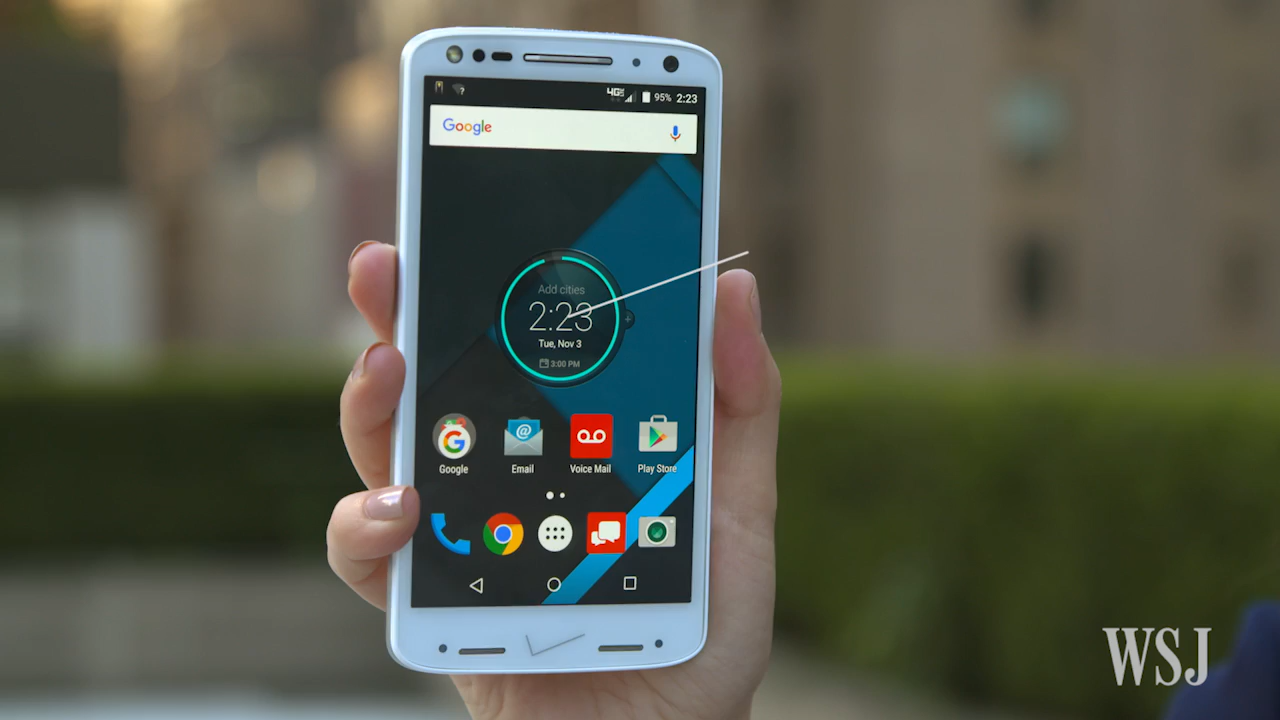 4G LTE 95% 2:23
Google
Add cities
2:23
Tue, Nov 3
3:00 PM
Google Email Voice Mail Play Store
WSJ